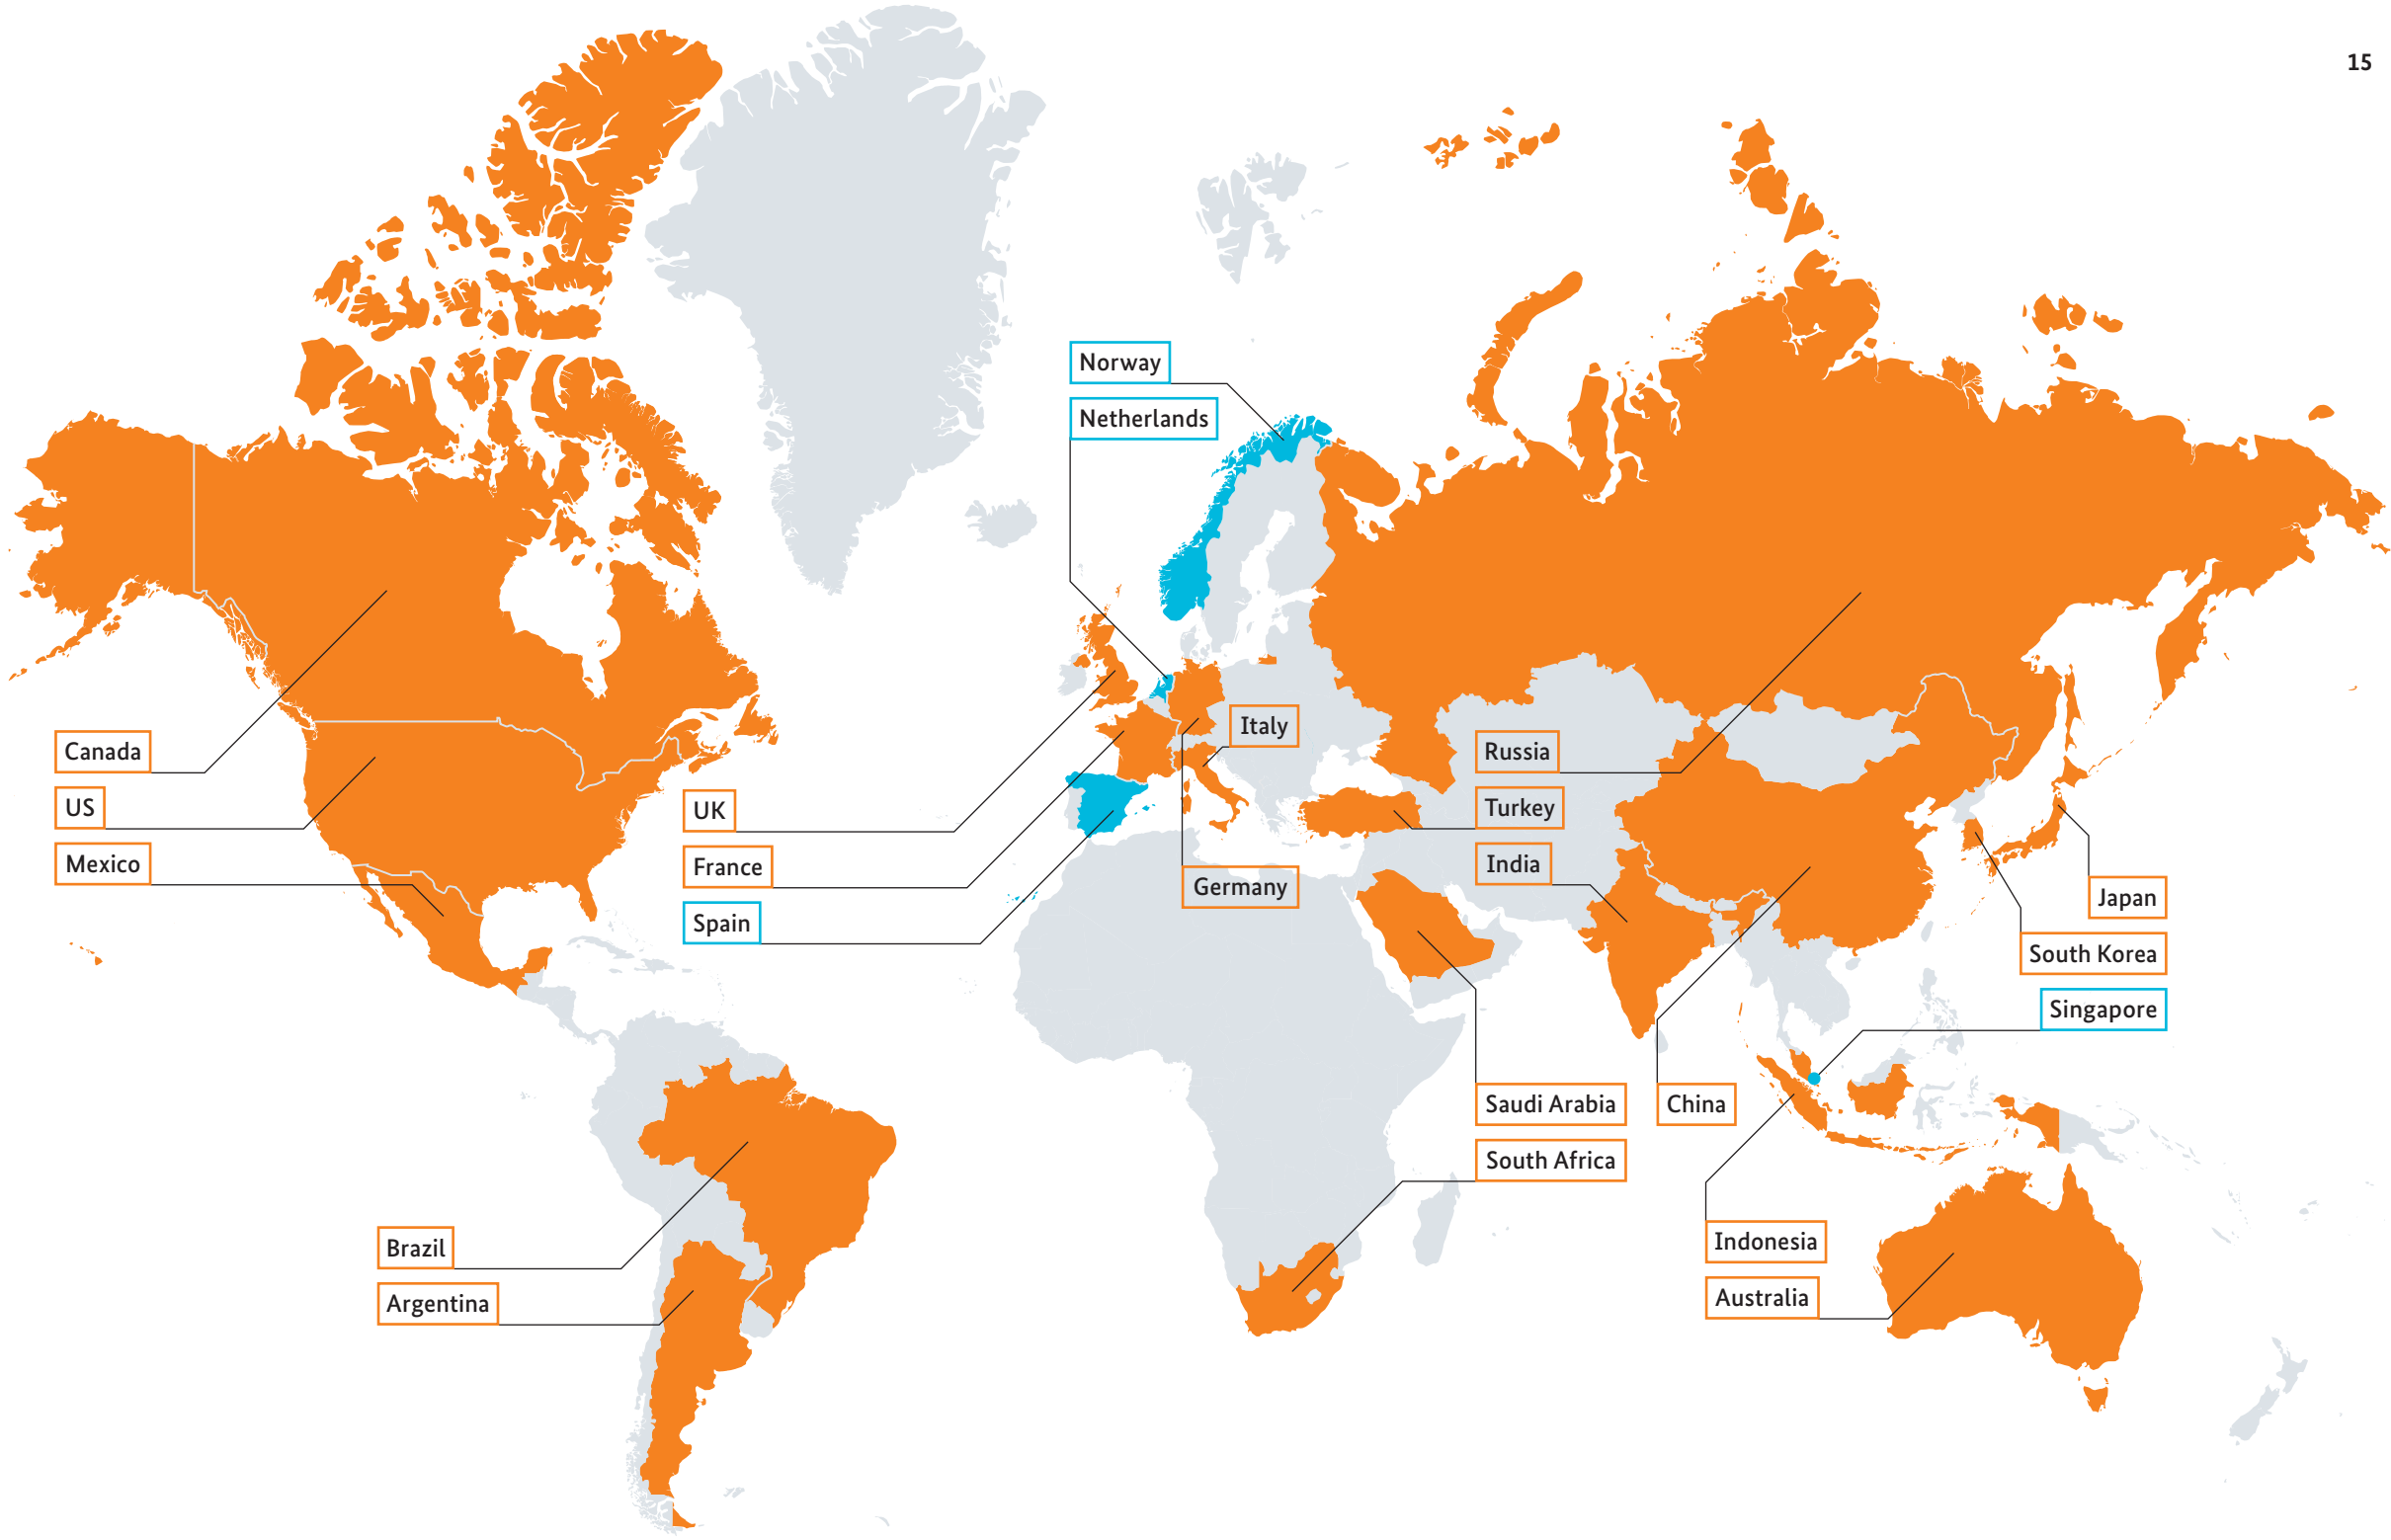 15
Norway
Netherlands
Canada
US
Mexico
UK
France
Spain
Italy
Germany
Russia
Turkey
India
Japan
South Korea
Singapore
Saudi Arabia
China
South Africa
Brazil
Argentina
Indonesia
Australia